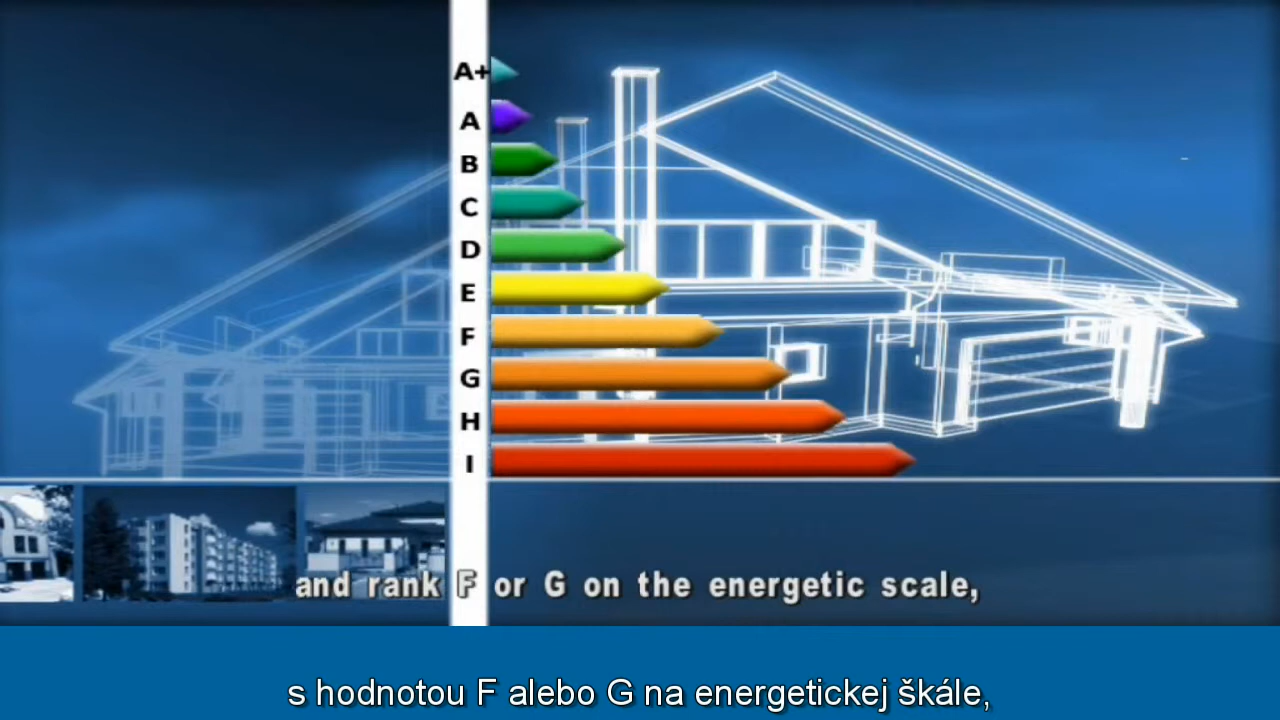 A+
A
B
C
D
E
F
G
H
I
and rank F or G on the energetic scale,
s hodnotou F alebo G na energetickej škále,